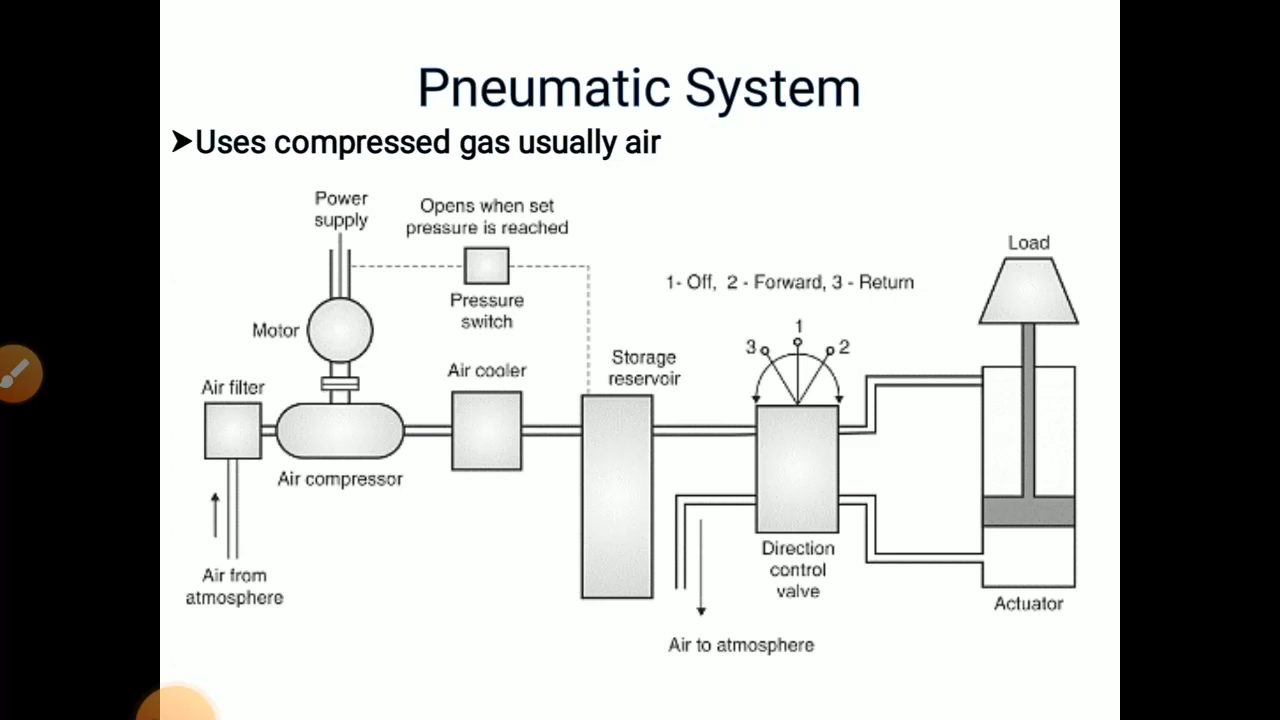 Pneumatic System
➤Uses compressed gas usually air
Power
supply
Opens when set
pressure is reached
Pressure
switch
Motor
1- Off, 2 - Forward, 3 - Return
Load
3
1
2
Air filter
Air cooler
Storage
reservoir
Air compressor
Air from
atmosphere
Direction
control
valve
Actuator
Air to atmosphere